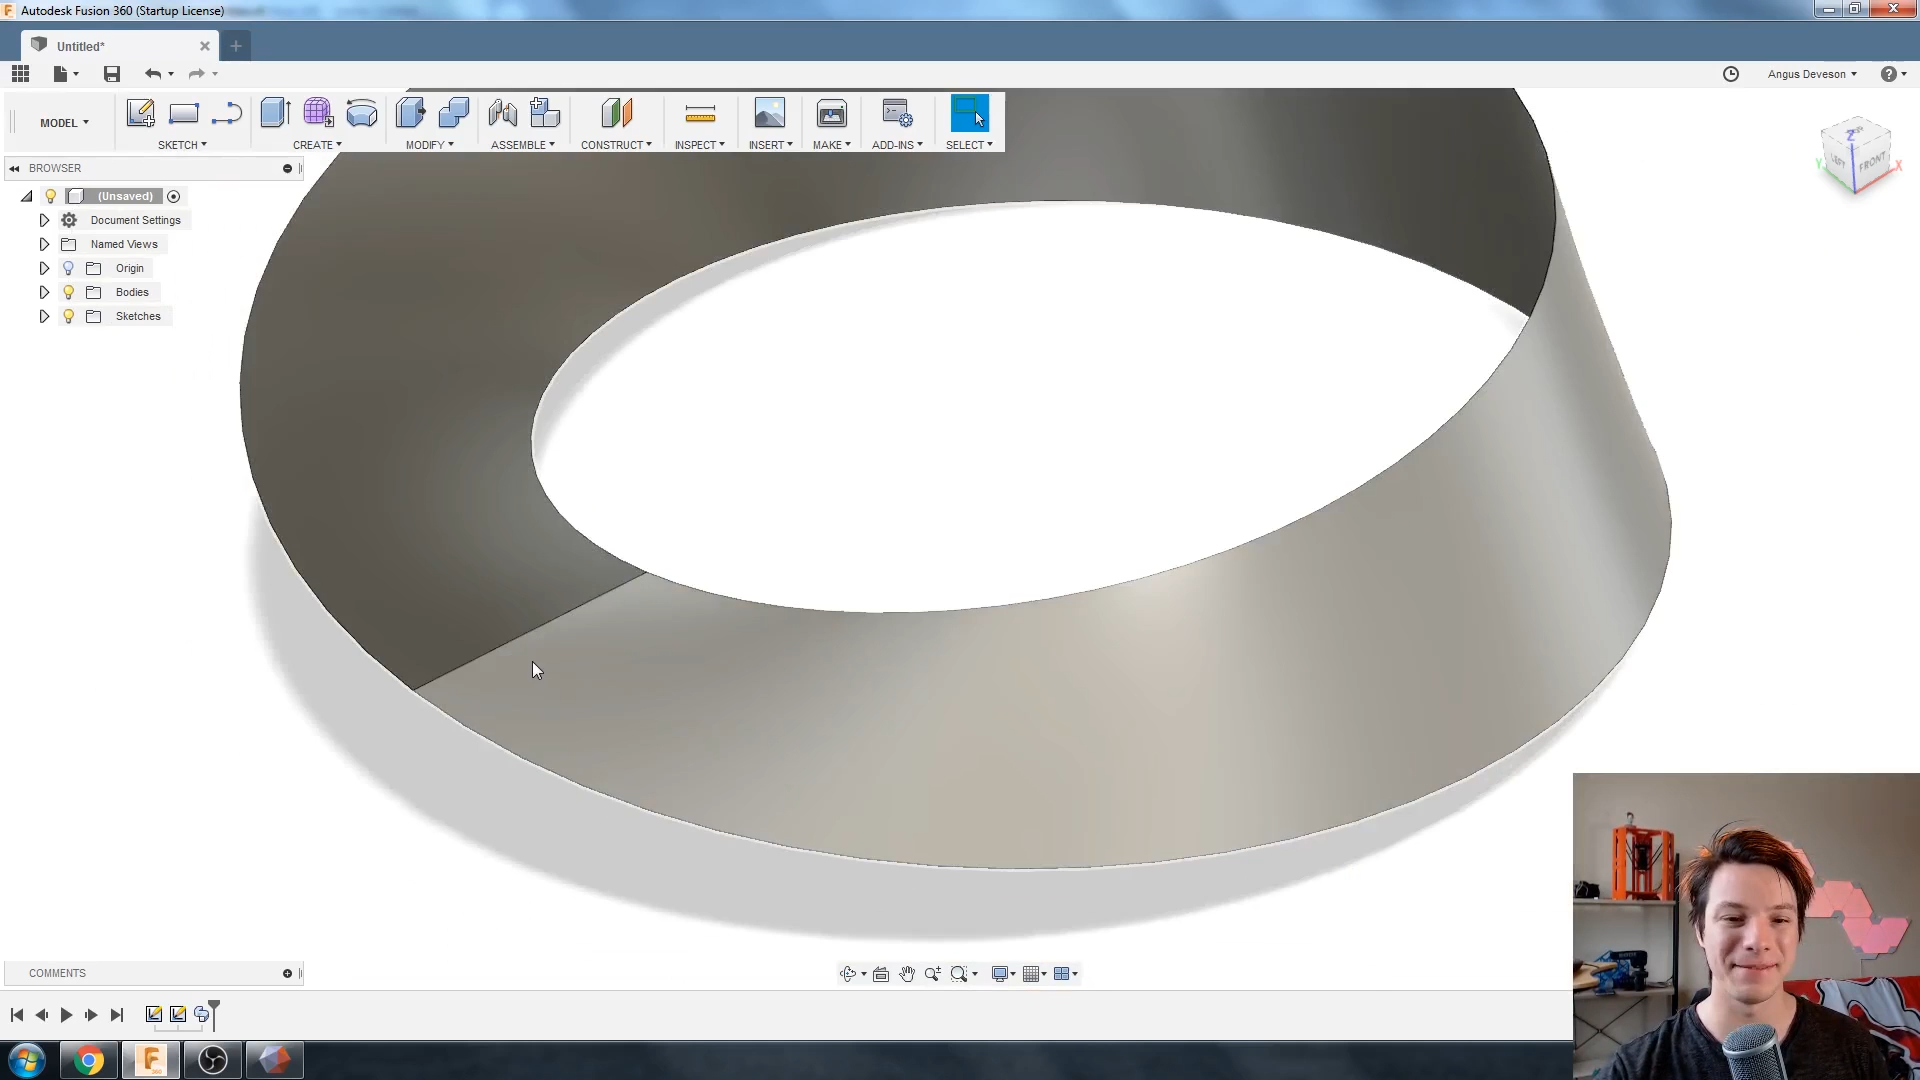 Autodesk Fusion 360 (Startup License)
Untitled*
Angus Deveson
MODEL
SKETCH
CREATE
MODIFY
ASSEMBLE
CONSTRUCT
INSPECT
INSERT
MAKE
ADD-INS
SELECT
BROWSER
(Unsaved)
Document Settings
Named Views
Origin
Bodies
Sketches
Z
LEFT
FRONT
Y
X
COMMENTS